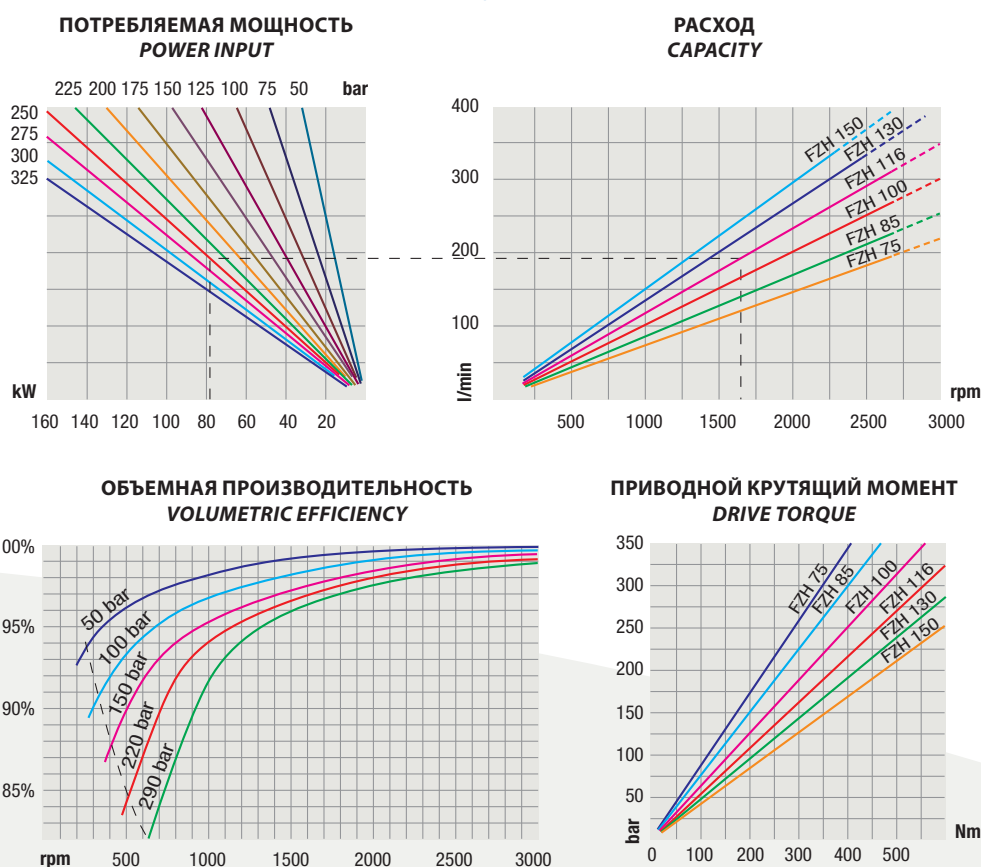 ПОТРЕБЛЯЕМАЯ МОЩНОСТЬ
POWER INPUT
225 200 175 150 125 100 75 50 bar
250
275
300
325
kW
160 140 120 100 80 60 40 20
РАСХОД
CAPACITY
400
300
200
100
l/min
FZH 150
FZH 130
FZH 116
FZH 100
FZH 85
FZH 75
rpm
500 1000 1500 2000 2500 3000
ОБЪЕМНАЯ ПРОИЗВОДИТЕЛЬНОСТЬ
VOLUMETRIC EFFICIENCY
00%
95%
90%
85%
50 bar
100 bar
150 bar
220 bar
290 bar
rpm 500 1000 1500 2000 2500 3000
ПРИВОДНОЙ КРУТЯЩИЙ МОМЕНТ
DRIVE TORQUE
350
300
250
200
150
100
50
bar
FZH 75
FZH 85
FZH 100
FZH 116
FZH 130
FZH 150
Nm
0 100 200 300 400 500